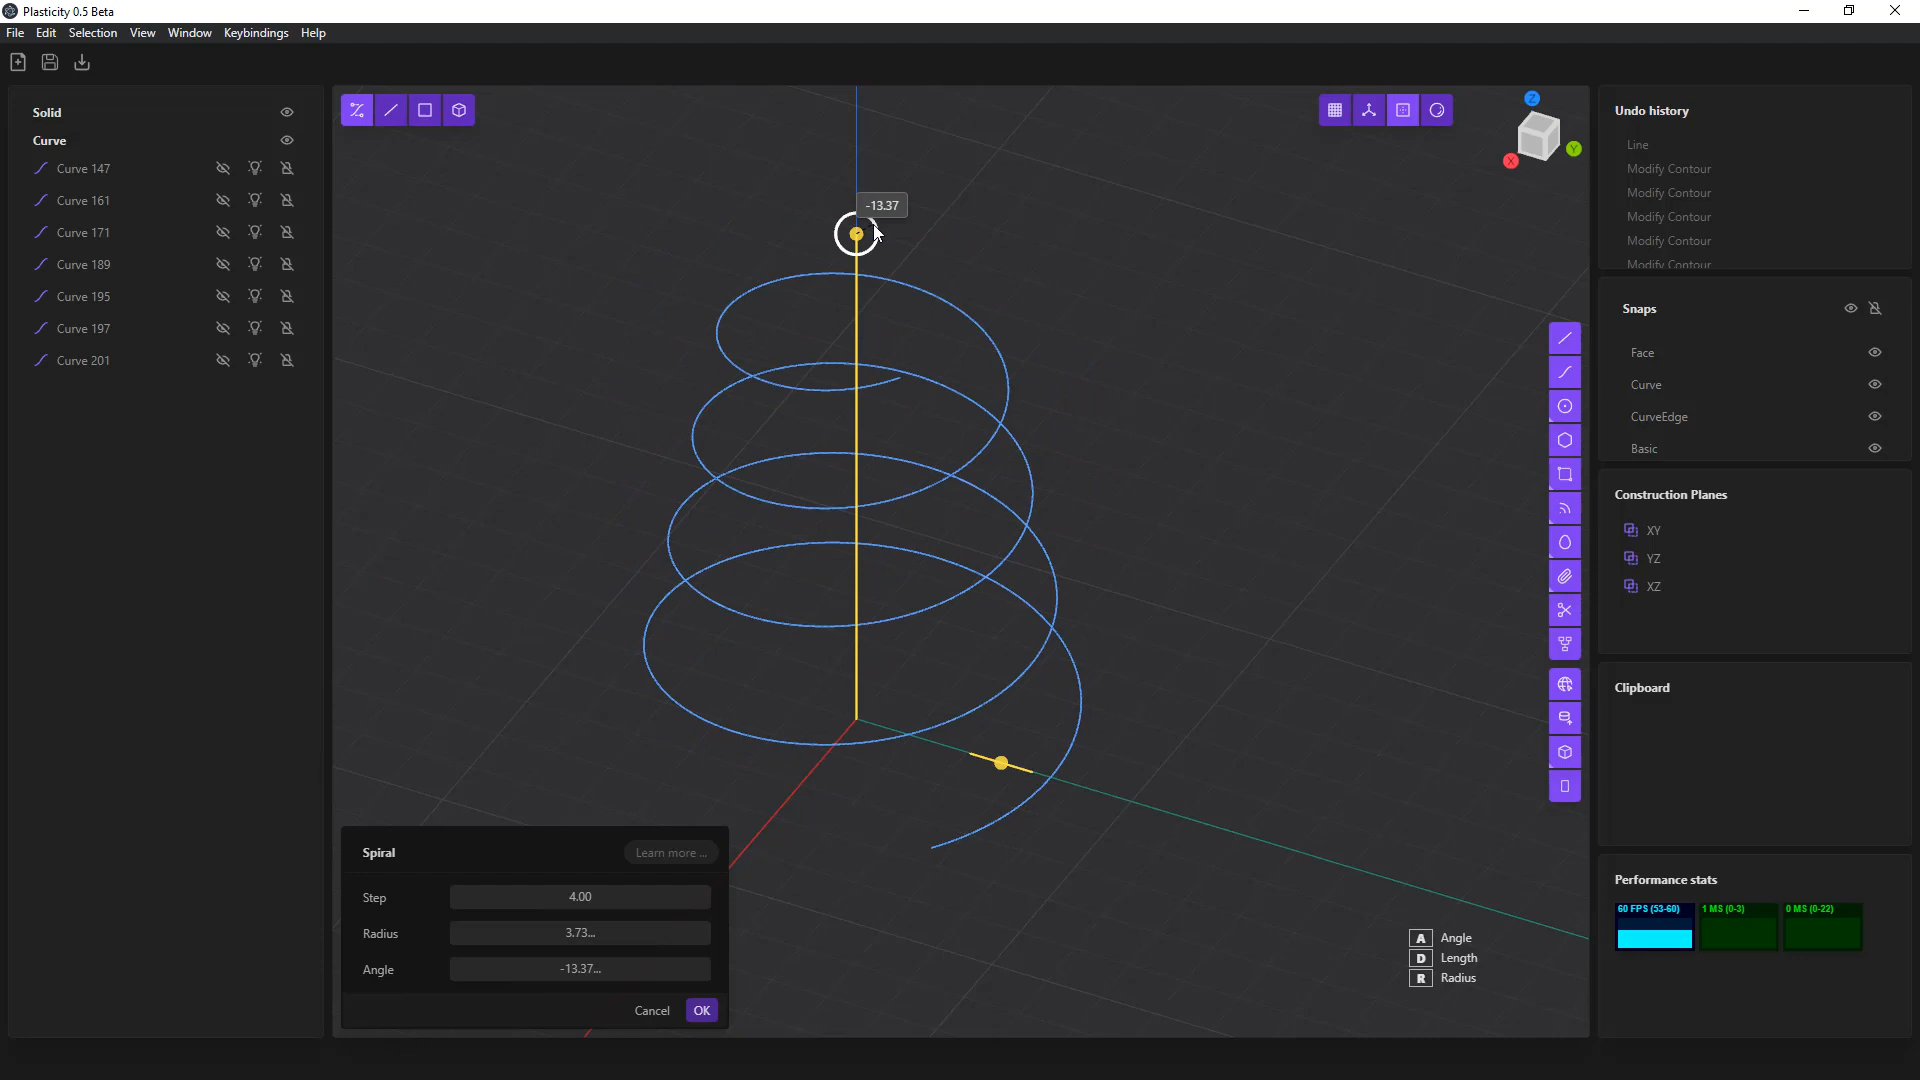 Plasticity 0.5 Beta
File Edit Selection View Window Keybindings Help
Solid
Curve
Curve 147
Curve 161
Curve 171
Curve 189
Curve 195
Curve 197
Curve 201
-13.37
Z
Y
X
Spiral
Learn more ...
Step 4.00
Radius 3.73...
Angle -13.37...
Cancel OK
A Angle
D Length
R Radius
Undo history
Line
Modify Contour
Modify Contour
Modify Contour
Modify Contour
Modify Contour
Snaps
Face
Curve
CurveEdge
Basic
Construction Planes
XY
YZ
XZ
Clipboard
Performance stats
60 FPS (53-60) 1 MS (0-3) 0 MS (0-22)